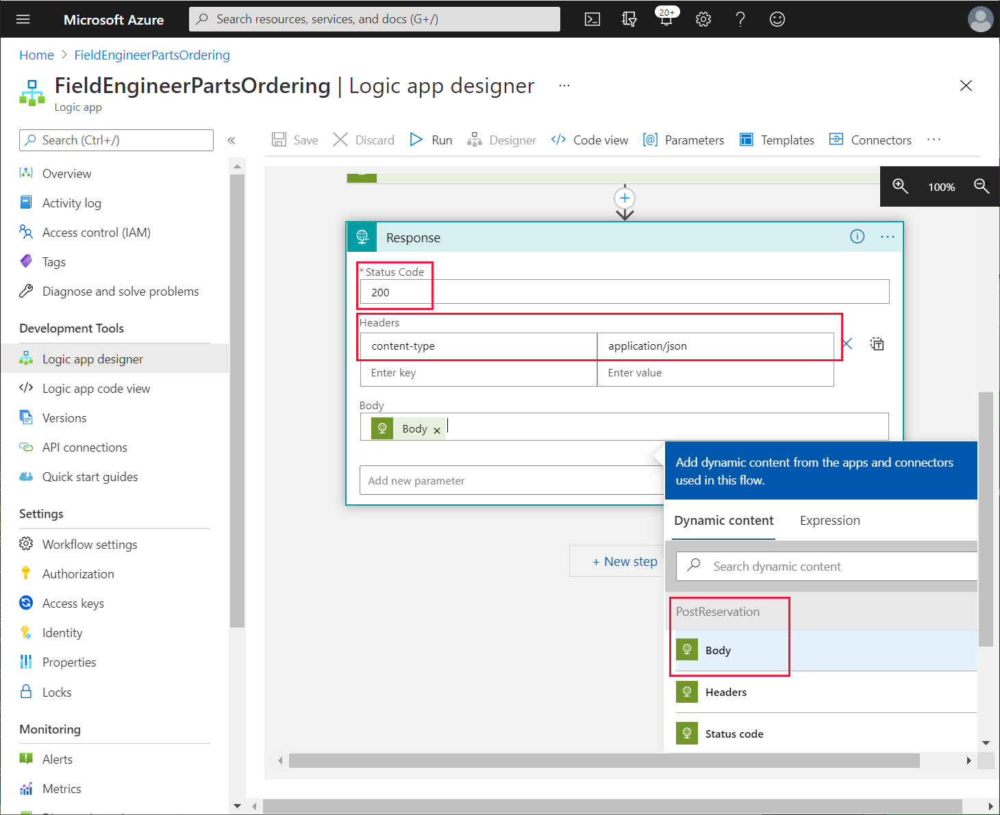 Microsoft Azure
Search resources, services, and docs (G+/)
20+
Home > FieldEngineerPartsOrdering
FieldEngineerPartsOrdering | Logic app designer ...
Logic app
Search (Ctrl+/)
«
Save
Discard
Run
Designer
Code view
Parameters
Templates
Connectors
...
Overview
Activity log
Access control (IAM)
Tags
Diagnose and solve problems
Development Tools
Logic app designer
Logic app code view
Versions
API connections
Quick start guides
Settings
Workflow settings
Authorization
Access keys
Identity
Properties
Locks
Monitoring
Alerts
Metrics
100%
Response
* Status Code
200
Headers
content-type
application/json
Enter key
Enter value
Body
Body ×
Add new parameter
+ New step
Add dynamic content from the apps and connectors
used in this flow.
Dynamic content
Expression
Search dynamic content
PostReservation
Body
Headers
Status code